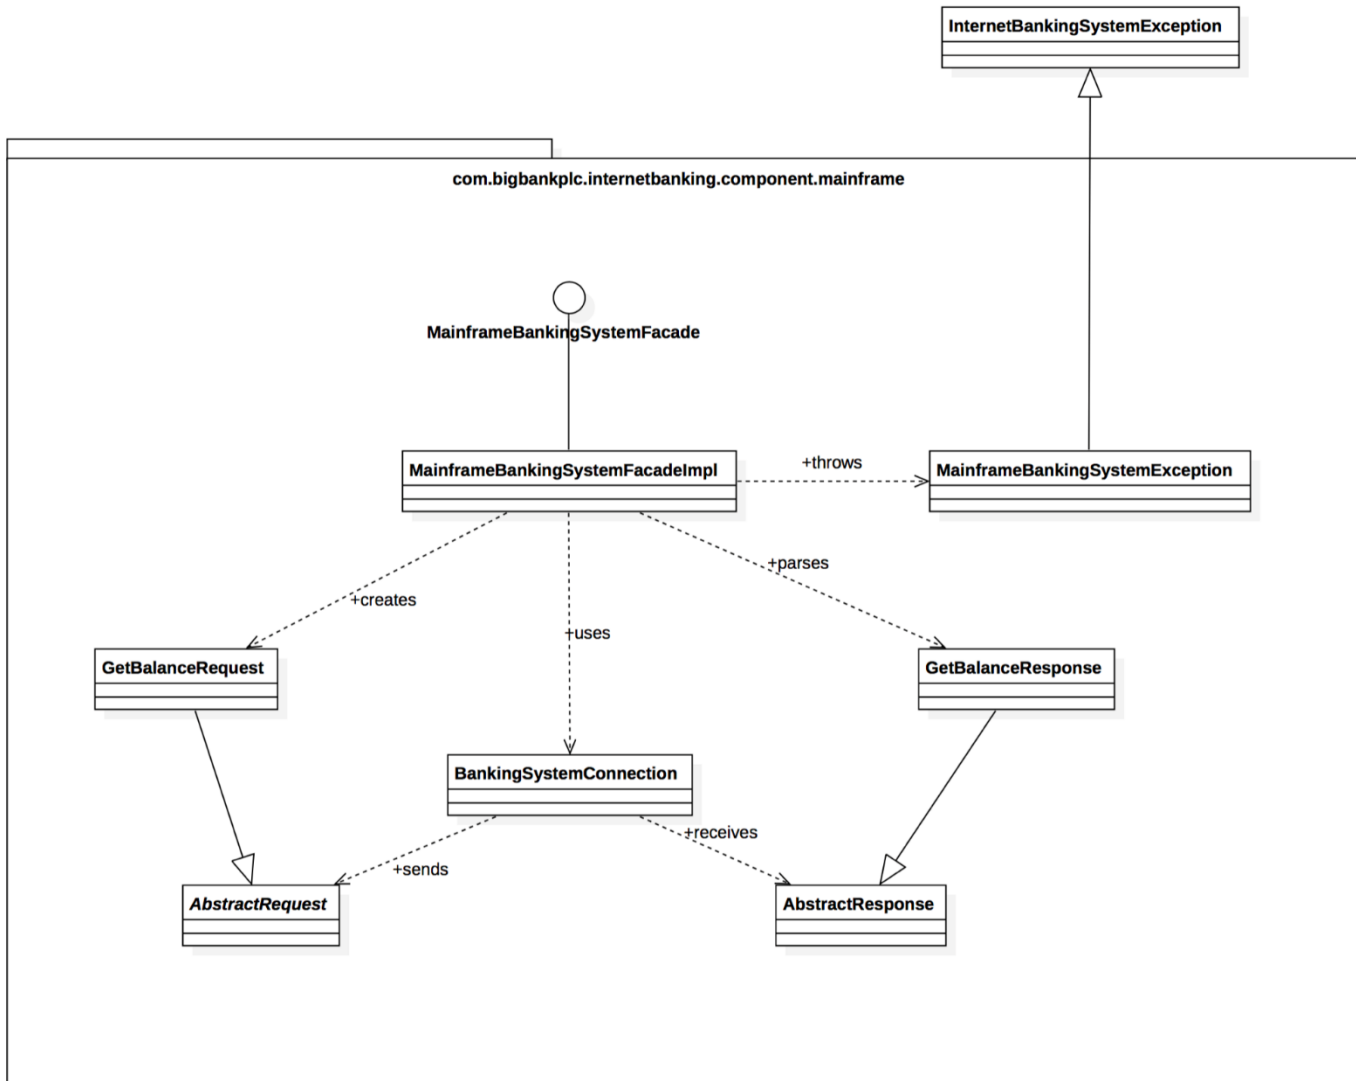 InternetBankingSystemException
com.bigbankplc.internetbanking.component.mainframe
MainframeBankingSystemFacade
MainframeBankingSystemFacadeImpl
+throws
MainframeBankingSystemException
+parses
+creates
+uses
GetBalanceRequest
GetBalanceResponse
BankingSystemConnection
+receives
+sends
AbstractRequest
AbstractResponse